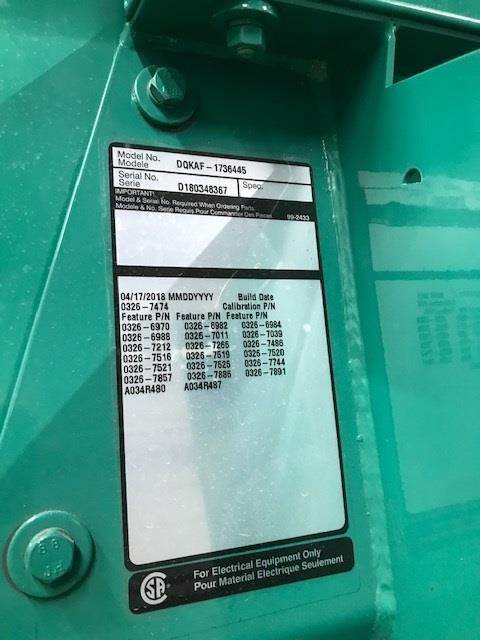 Model No.
Modele DQKAF-1736445
Serial No.
Serie D180348367 Spec.
IMPORTANT!
Model & Serial No. Required When Ordering Parts.
Modele & No. Serie Requis Pour Commander Des Pieces. 99-2433
04/17/2018 MMDDYYYY Build Date
0326-7474 Calibration P/N
Feature P/N Feature P/N Feature P/N
0326-6970 0326-6982 0326-6984
0326-6988 0326-7011 0326-7039
0326-7212 0326-7265 0326-7486
0326-7516 0326-7519 0326-7520
0326-7521 0326-7525 0326-7744
0326-7857 0326-7885 0326-7891
A034R480 A034R487
For Electrical Equipment Only
Pour Material Electrique Seulement
8.8